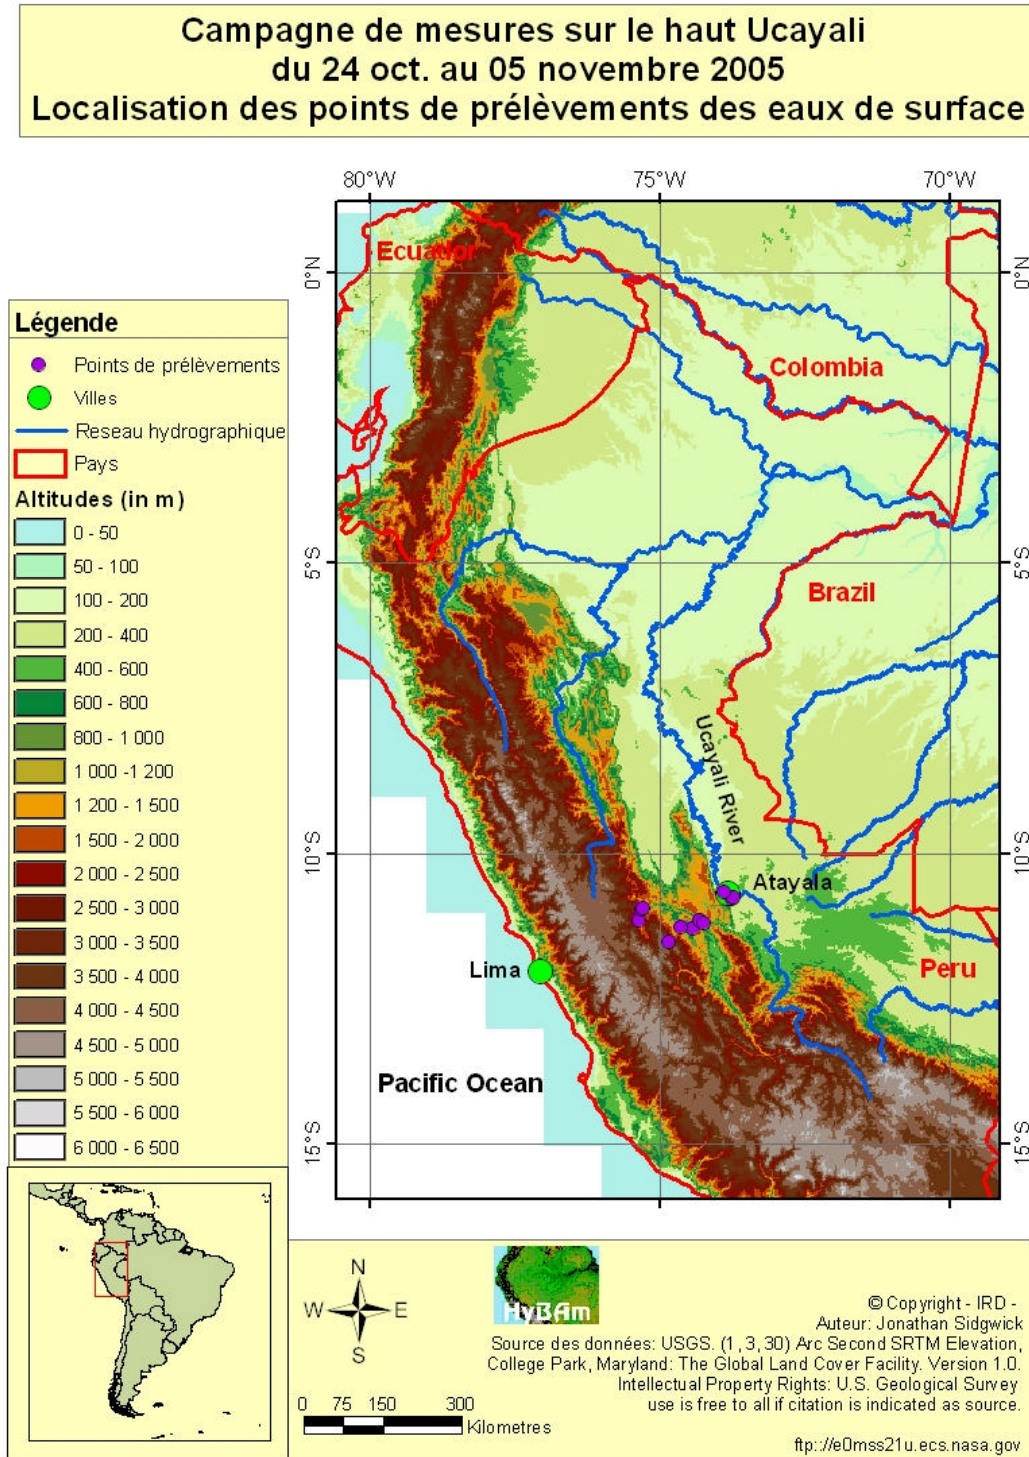 Campagne de mesures sur le haut Ucayali
du 24 oct. au 05 novembre 2005
Localisation des points de prélèvements des eaux de surface
80°W
75°W
70°W
0°N
0°N
5°S
5°S
10°S
10°S
15°S
15°S
Ecuador
Colombia
Brazil
Ucayali River
Atayala
Peru
Lima
Pacific Ocean
Légende
Points de prélèvements
Villes
Reseau hydrographique
Pays
Altitudes (in m)
0 - 50
50 - 100
100 - 200
200 - 400
400 - 600
600 - 800
800 - 1 000
1 000 -1 200
1 200 - 1 500
1 500 - 2 000
2 000 - 2 500
2 500 - 3 000
3 000 - 3 500
3 500 - 4 000
4 000 - 4 500
4 500 - 5 000
5 000 - 5 500
5 500 - 6 000
6 000 - 6 500
N
W
E
S
HyBAm
0 75 150 300
Kilometres
© Copyright - IRD -
Auteur: Jonathan Sidgwick
Source des données: USGS. (1, 3, 30) Arc Second SRTM Elevation,
College Park, Maryland: The Global Land Cover Facility. Version 1.0.
Intellectual Property Rights: U.S. Geological Survey
use is free to all if citation is indicated as source.
ftp://e0mss21u.ecs.nasa.gov